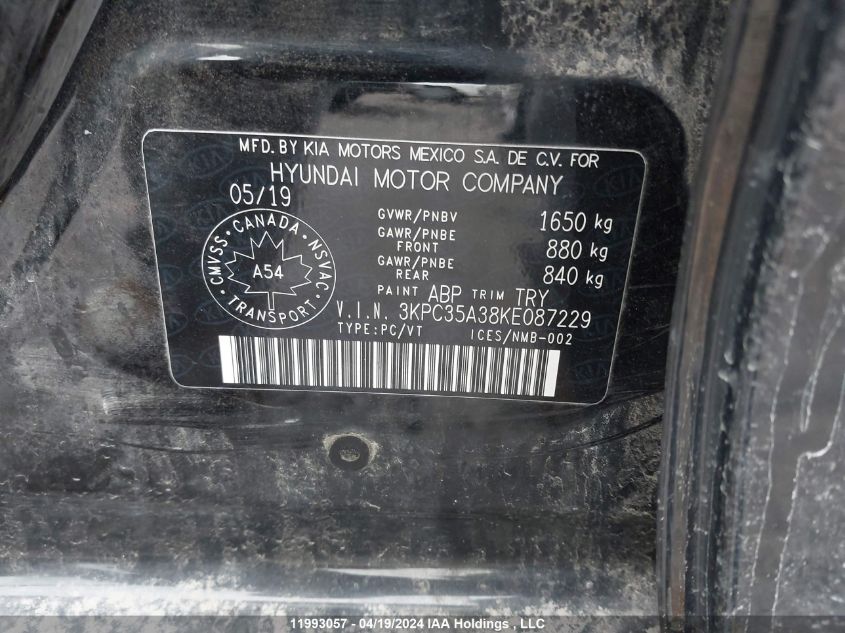 MFD. BY KIA MOTORS MEXICO S.A. DE C.V. FOR
HYUNDAI MOTOR COMPANY
05/19
GVWR/PNBV 1650 kg
GAWR/PNBE FRONT 880 kg
GAWR/PNBE REAR 840 kg
CMVSS • CANADA • NSVAC • TRANSPORT •
A54
PAINT ABP TRIM TRY
V.I.N. 3KPC35A38KE087229
TYPE:PC/VT ICES/NMB-002
11993057 - 04/19/2024 IAA Holdings , LLC